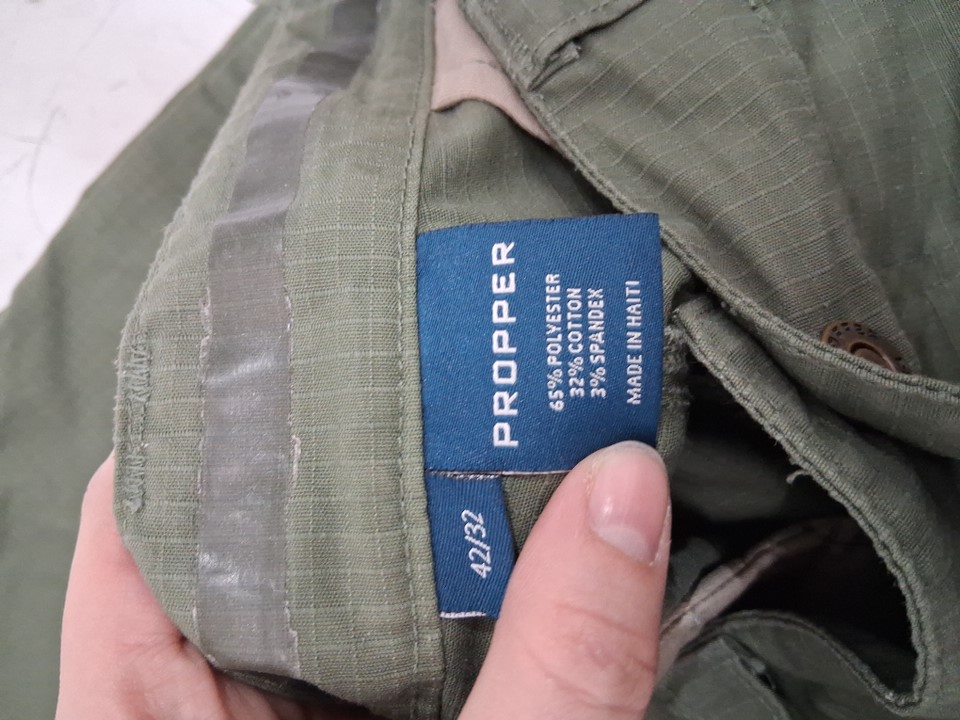 PROPPER
65% POLYESTER
32% COTTON
3% SPANDEX
MADE IN HAITI
42/32